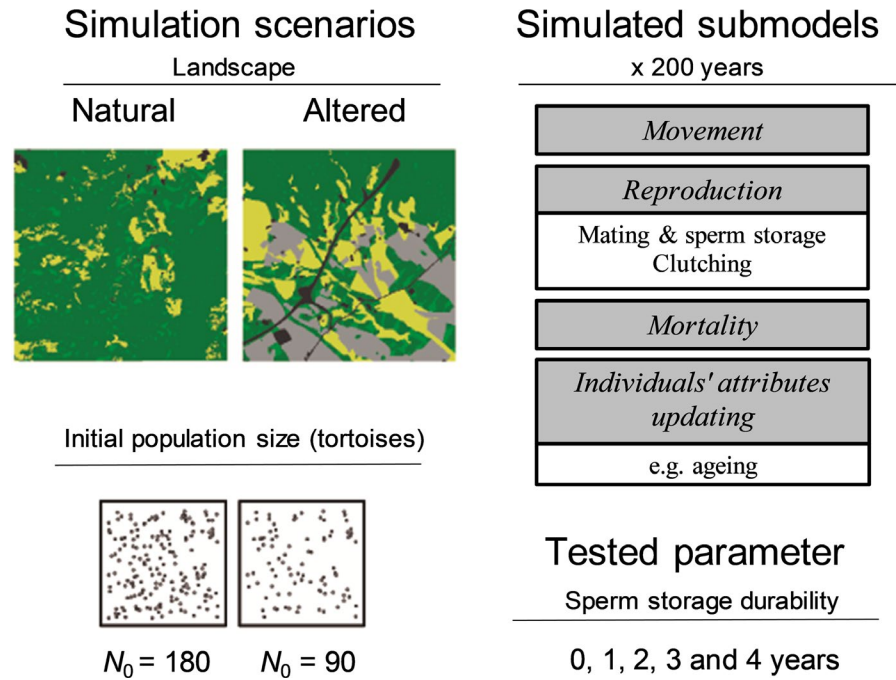 Simulation scenarios
Landscape
Natural
Altered
Initial population size (tortoises)
N0 = 180
N0 = 90
Simulated submodels
x 200 years
Movement
Reproduction
Mating & sperm storage
Clutching
Mortality
Individuals' attributes
updating
e.g. ageing
Tested parameter
Sperm storage durability
0, 1, 2, 3 and 4 years